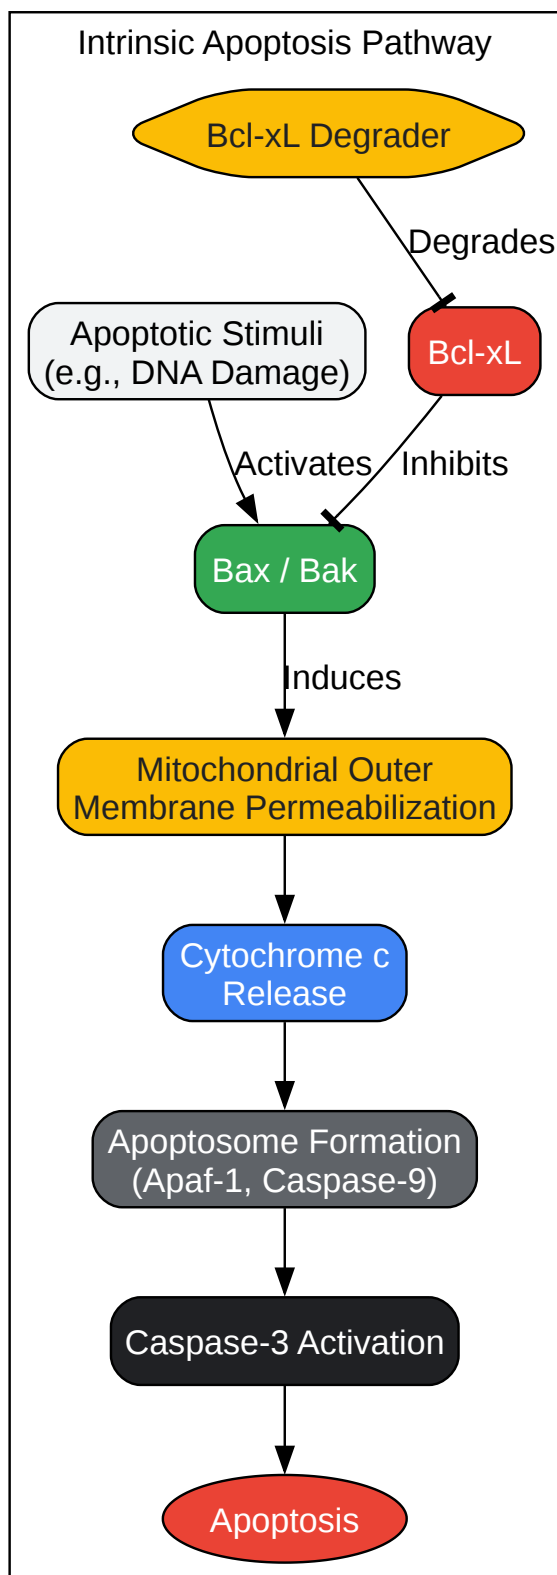 Intrinsic Apoptosis Pathway
Bcl-xL Degrader
Degrades
Apoptotic Stimuli
(e.g., DNA Damage)
Bcl-xL
Activates
Inhibits
Bax / Bak
Induces
Mitochondrial Outer
Membrane Permeabilization
Cytochrome c
Release
Apoptosome Formation
(Apaf-1, Caspase-9)
Caspase-3 Activation
Apoptosis